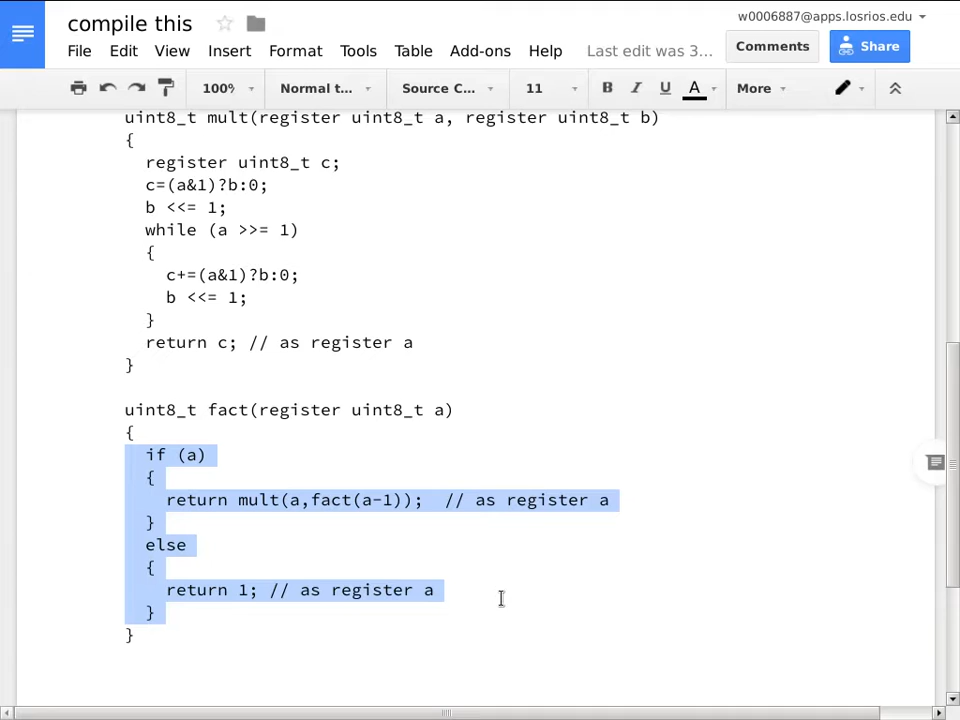 compile this
w0006887@apps.losrios.edu
File Edit View Insert Format Tools Table Add-ons Help Last edit was 3...
Comments
Share
100% Normal t... Source C... 11 B I U A More
uint8_t mult(register uint8_t a, register uint8_t b)
{
register uint8_t c;
c=(a&1)?b:0;
b <<= 1;
while (a >>= 1)
{
c+=(a&1)?b:0;
b <<= 1;
}
return c; // as register a
}
uint8_t fact(register uint8_t a)
{
if (a)
{
return mult(a,fact(a-1)); // as register a
}
else
{
return 1; // as register a
}
}